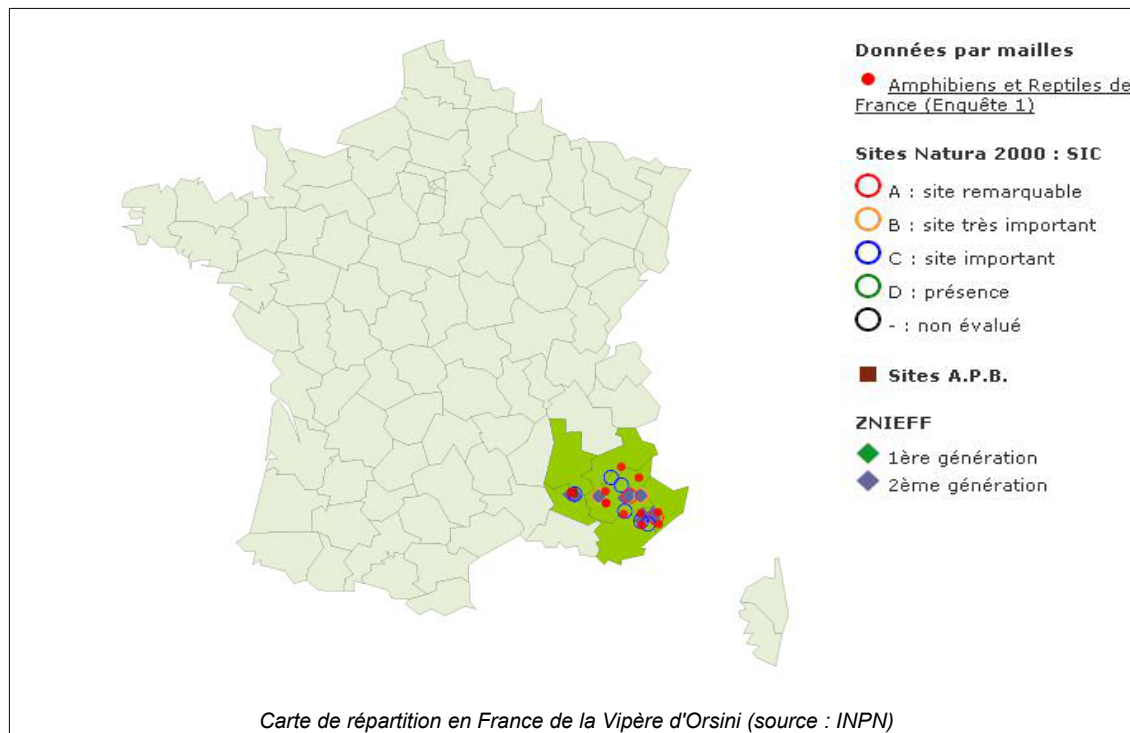 Données par mailles
Amphibiens et Reptiles de
France (Enquête 1)
Sites Natura 2000 : SIC
A : site remarquable
B : site très important
C : site important
D : présence
- : non évalué
Sites A.P.B.
ZNIEFF
1ère génération
2ème génération
Carte de répartition en France de la Vipère d'Orsini (source : INPN)